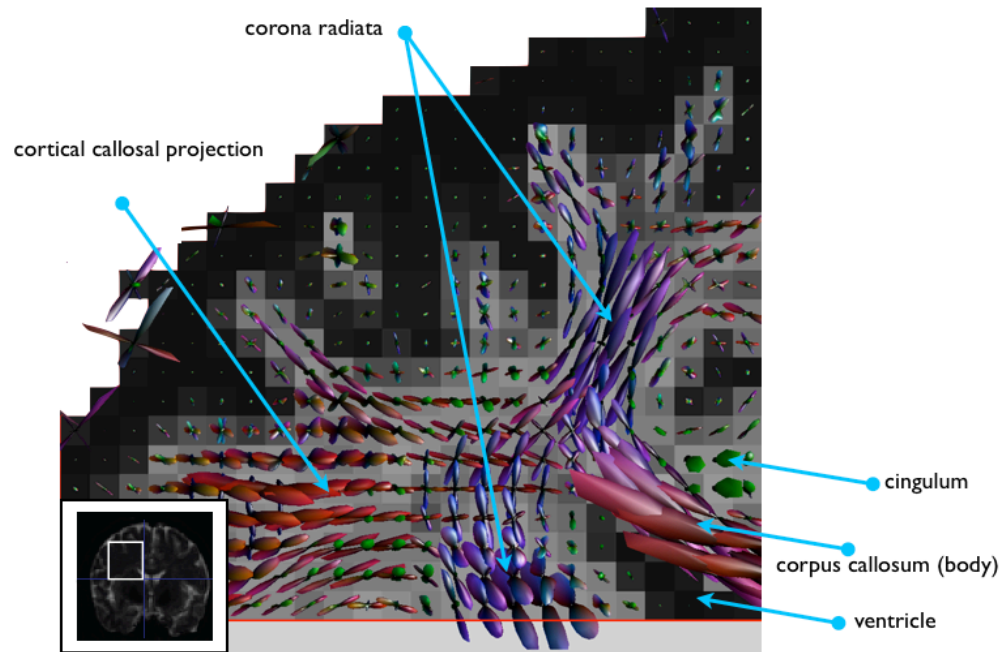 corona radiata
cortical callosal projection
cingulum
corpus callosum (body)
ventricle